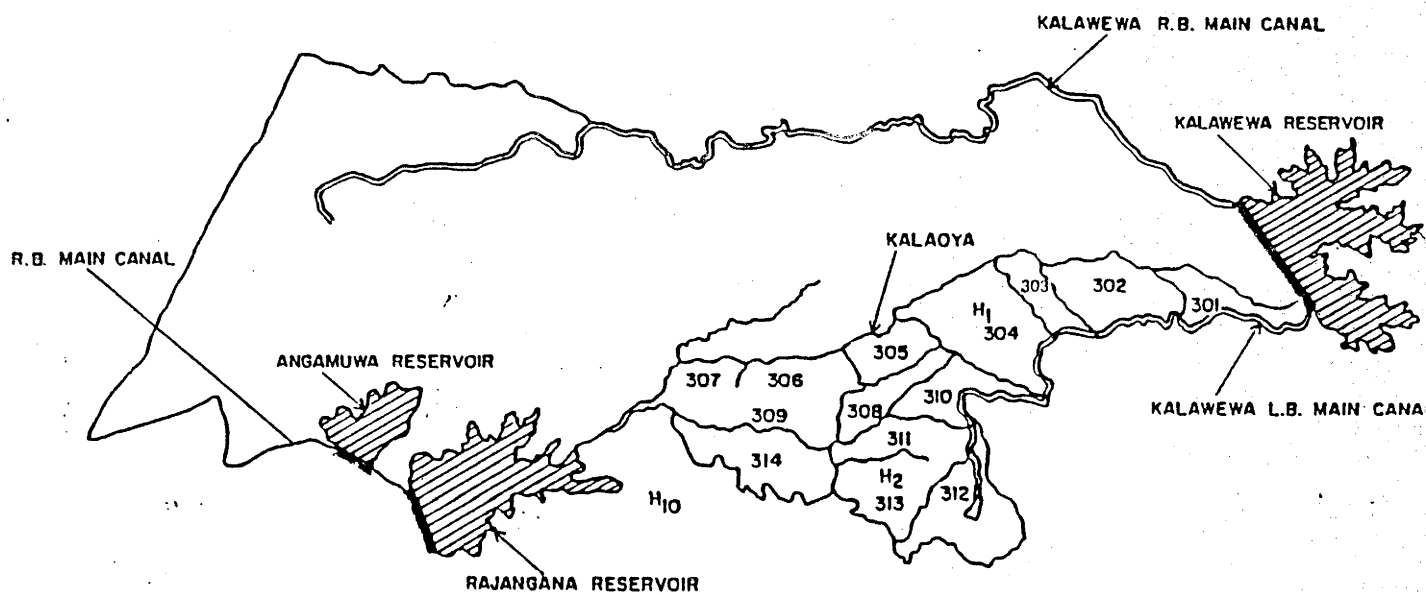 KALAWEWA R.B. MAIN CANAL
KALAWEWA RESERVOIR
R.B. MAIN CANAL
KALAOYA
303
302
301
H1
304
305
ANGAMUWA RESERVOIR
307
306
308
310
KALAWEWA L.B. MAIN CANA
309
311
314
H2
313
312
H10
RAJANGANA RESERVOIR